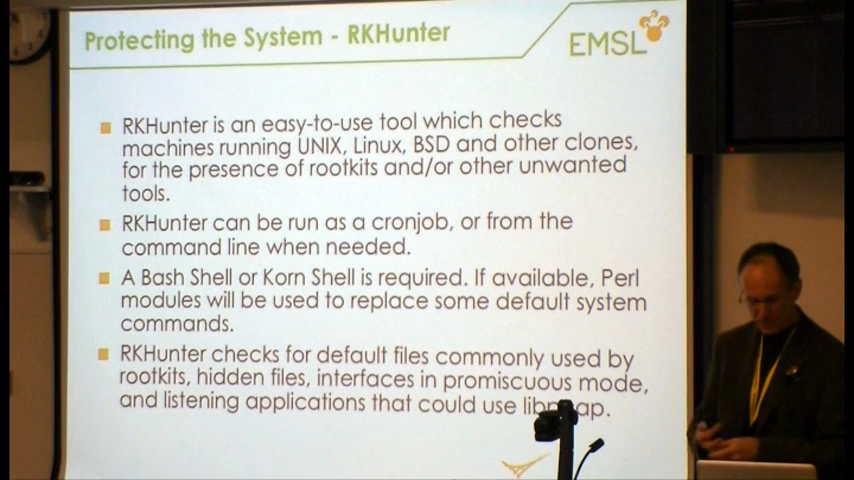 Protecting the System - RKHunter
EMSL
RKHunter is an easy-to-use tool which checks
machines running UNIX, Linux, BSD and other clones,
for the presence of rootkits and/or other unwanted
tools.
RKHunter can be run as a cronjob, or from the
command line when needed.
A Bash Shell or Korn Shell is required. If available, Perl
modules will be used to replace some default system
commands.
RKHunter checks for default files commonly used by
rootkits, hidden files, interfaces in promiscuous mode,
and listening applications that could use